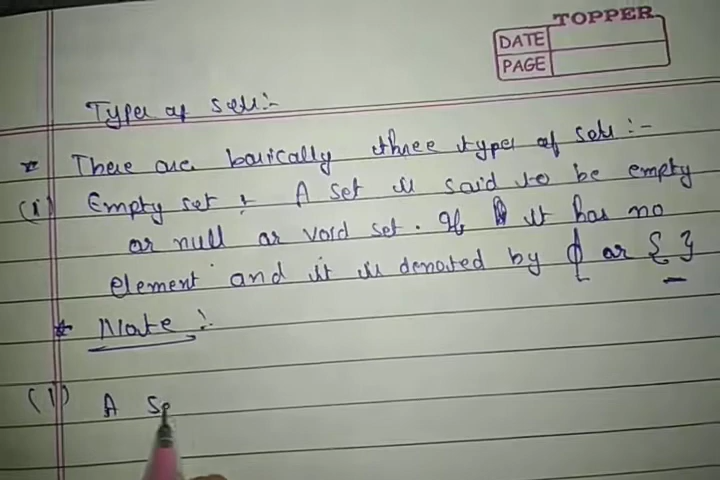 TOPPER
DATE
PAGE
Types of sets:-
* There are basically three types of sets :-
(i) Empty set : A set is said to be empty
or null or void set. If it has no
element and it is denoted by ϕ or { }
* Note :-
(1) A Se